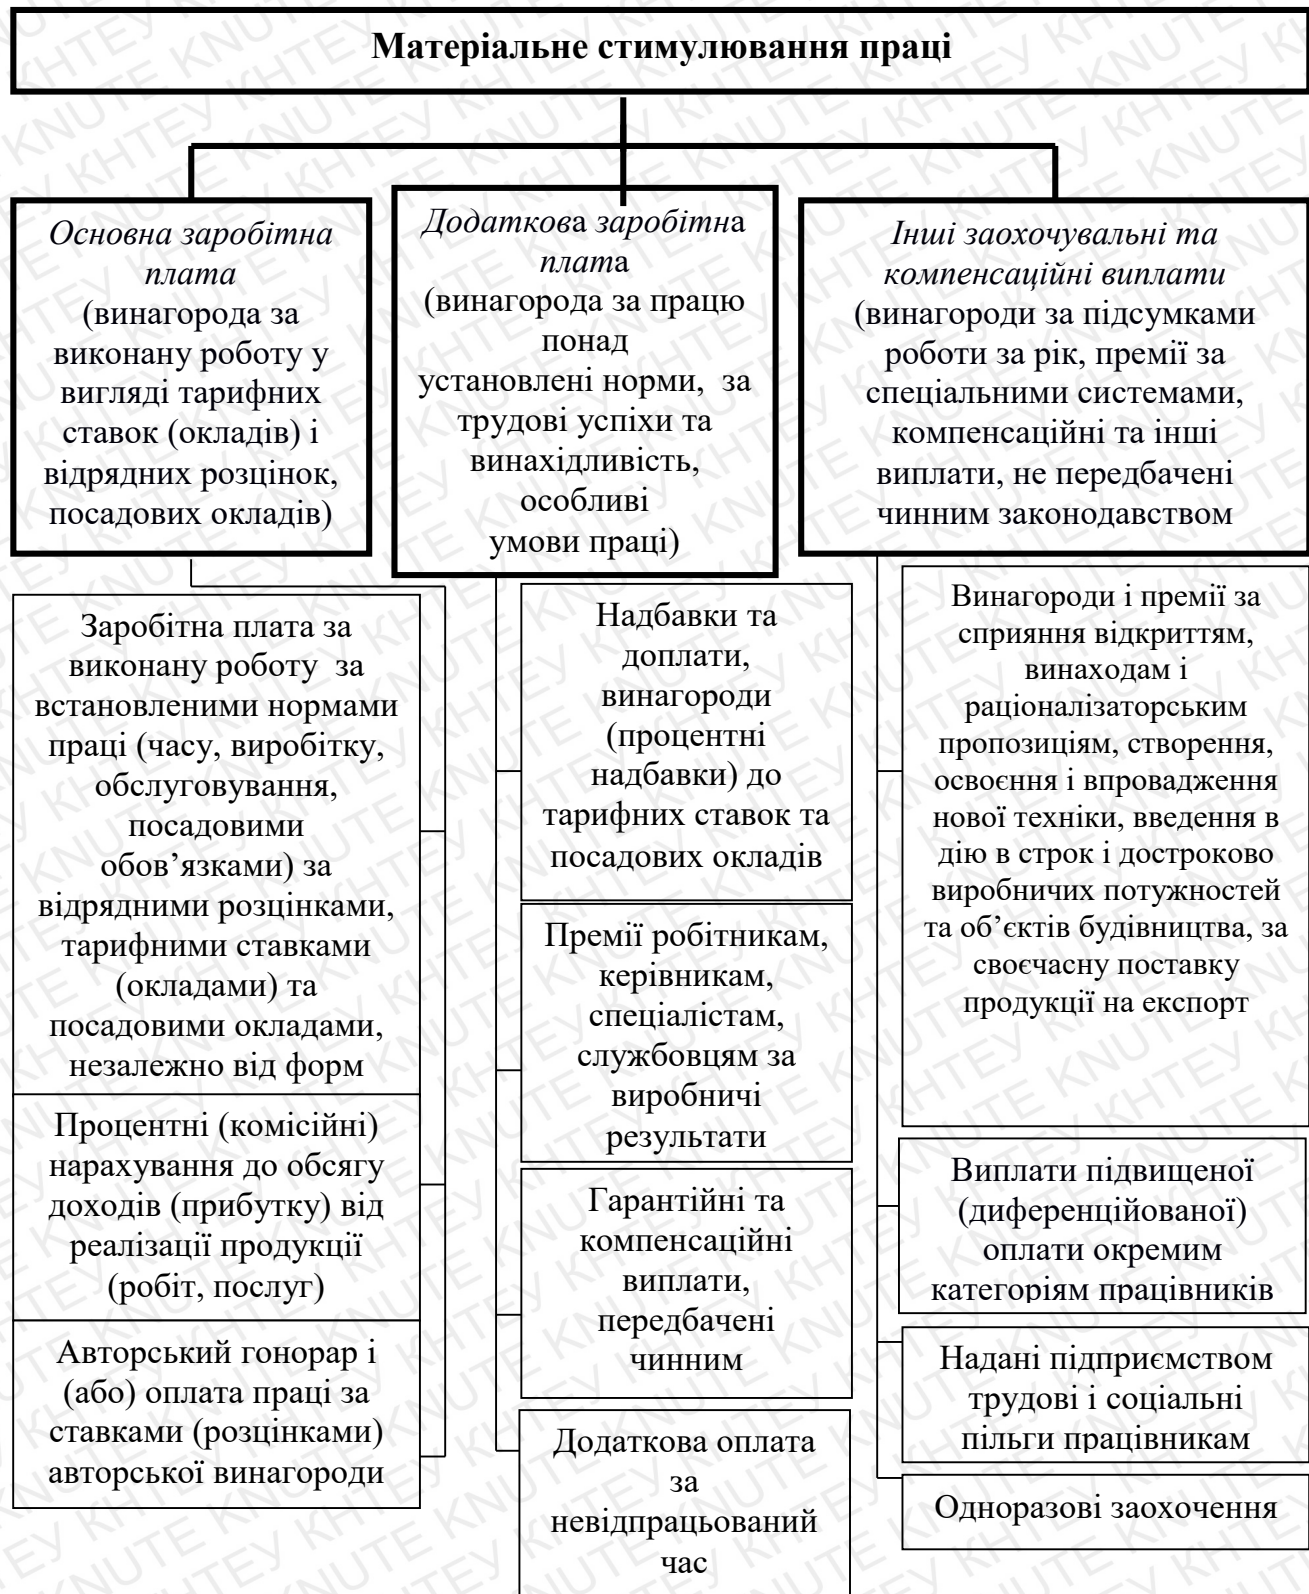 Матеріальне стимулювання праці
Основна заробітна
плата
(винагорода за
виконану роботу у
вигляді тарифних
ставок (окладів) і
відрядних розцінок,
посадових окладів)
Додаткова заробітна
плата
(винагорода за працю
понад
установлені норми, за
трудові успіхи та
винахідливість,
особливі
умови праці)
Інші заохочувальні та
компенсаційні виплати
(винагороди за підсумками
роботи за рік, премії за
спеціальними системами,
компенсаційні та інші
виплати, не передбачені
чинним законодавством
Заробітна плата за
виконану роботу за
встановленими нормами
праці (часу, виробітку,
обслуговування,
посадовими
обов’язками) за
відрядними розцінками,
тарифними ставками
(окладами) та
посадовими окладами,
незалежно від форм
Процентні (комісійні)
нарахування до обсягу
доходів (прибутку) від
реалізації продукції
(робіт, послуг)
Авторський гонорар і
(або) оплата праці за
ставками (розцінками)
авторської винагороди
Надбавки та
доплати,
винагороди
(процентні
надбавки) до
тарифних ставок та
посадових окладів
Премії робітникам,
керівникам,
спеціалістам,
службовцям за
виробничі
результати
Гарантійні та
компенсаційні
виплати,
передбачені
чинним
Додаткова оплата
за
невідпрацьований
час
Винагороди і премії за
сприяння відкриттям,
винаходам і
раціоналізаторським
пропозиціям, створення,
освоєння і впровадження
нової техніки, введення в
дію в строк і достроково
виробничих потужностей
та об’єктів будівництва, за
своєчасну поставку
продукції на експорт
Виплати підвищеної
(диференційованої)
оплати окремим
категоріям працівників
Надані підприємством
трудові і соціальні
пільги працівникам
Одноразові заохочення